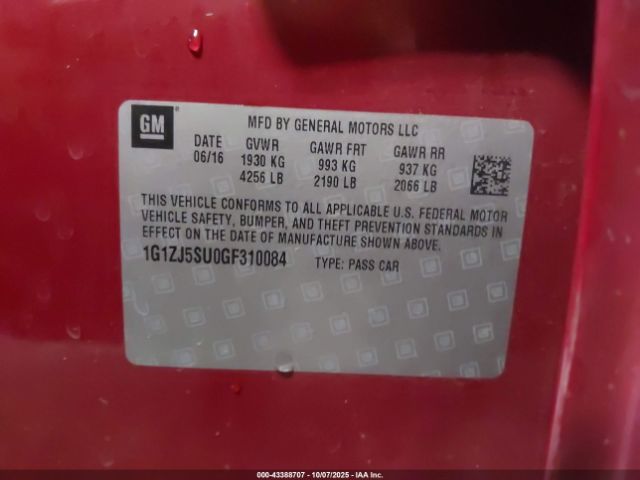 GM
MFD BY GENERAL MOTORS LLC
DATE GVWR GAWR FRT GAWR RR
06/16 1930 KG 993 KG 937 KG
4256 LB 2190 LB 2066 LB
THIS VEHICLE CONFORMS TO ALL APPLICABLE U.S. FEDERAL MOTOR
VEHICLE SAFETY, BUMPER, AND THEFT PREVENTION STANDARDS IN
EFFECT ON THE DATE OF MANUFACTURE SHOWN ABOVE.
1G1ZJ5SU0GF310084 TYPE: PASS CAR
000-43388707 - 10/07/2025 - IAA Inc.